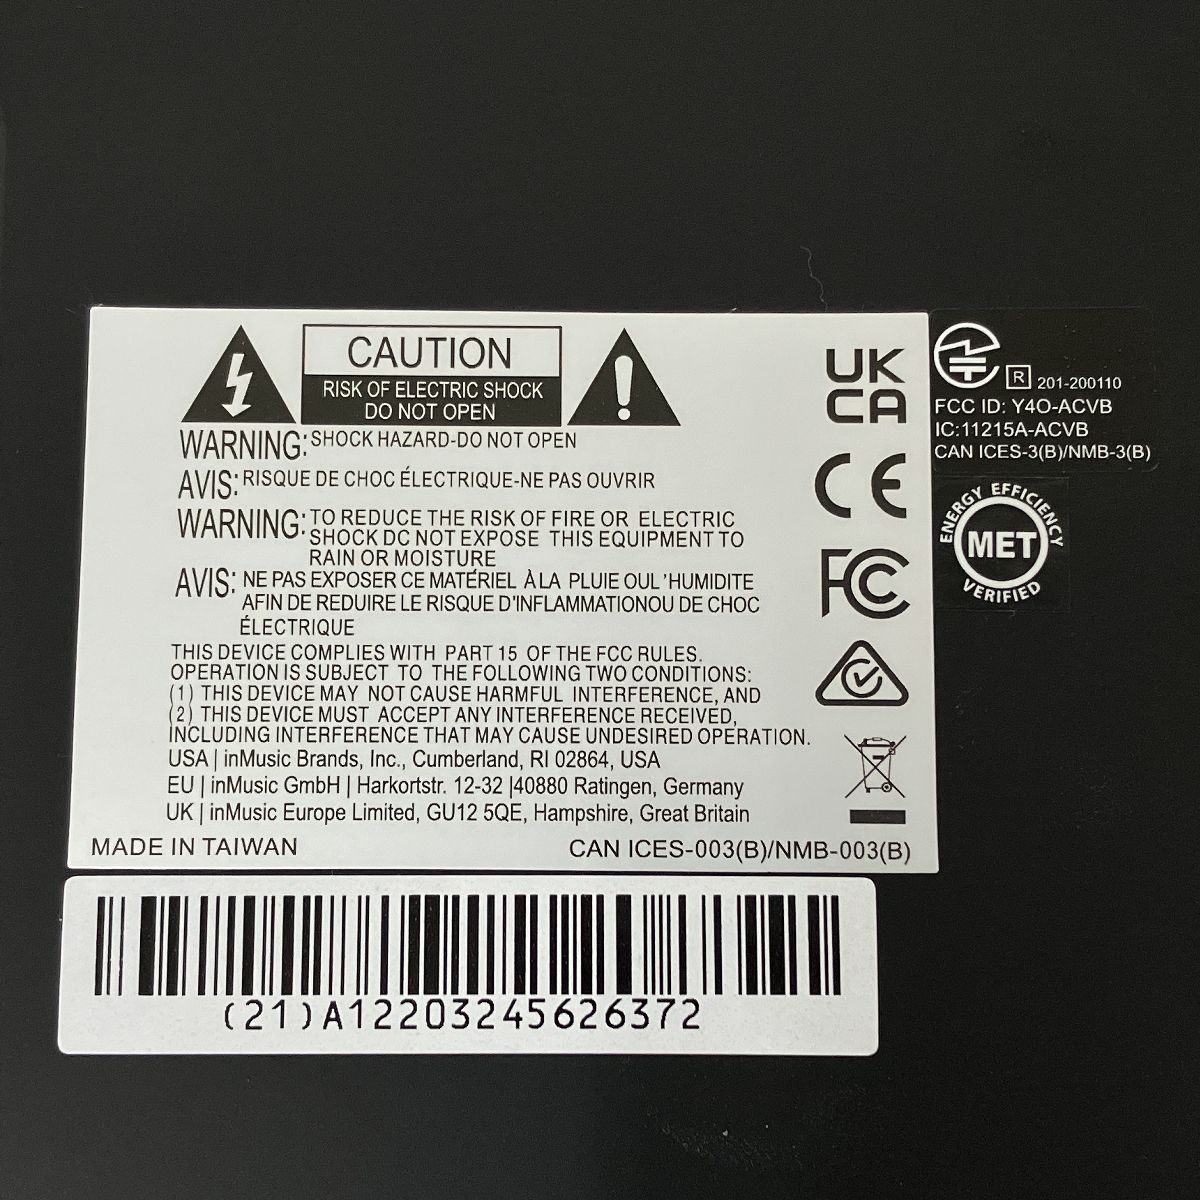 CAUTION
RISK OF ELECTRIC SHOCK
DO NOT OPEN
WARNING: SHOCK HAZARD-DO NOT OPEN
AVIS: RISQUE DE CHOC ÉLECTRIQUE-NE PAS OUVRIR
WARNING: TO REDUCE THE RISK OF FIRE OR ELECTRIC
SHOCK DC NOT EXPOSE THIS EQUIPMENT TO
RAIN OR MOISTURE
AVIS: NE PAS EXPOSER CE MATÉRIEL ÀLA PLUIE OUL'HUMIDITE
AFIN DE REDUIRE LE RISQUE D'INFLAMMATIONOU DE CHOC
ÉLECTRIQUE
THIS DEVICE COMPLIES WITH PART 15 OF THE FCC RULES.
OPERATION IS SUBJECT TO THE FOLLOWING TWO CONDITIONS:
(1) THIS DEVICE MAY NOT CAUSE HARMFUL INTERFERENCE, AND
(2) THIS DEVICE MUST ACCEPT ANY INTERFERENCE RECEIVED,
INCLUDING INTERFERENCE THAT MAY CAUSE UNDESIRED OPERATION.
USA | inMusic Brands, Inc., Cumberland, RI 02864, USA
EU | inMusic GmbH | Harkortstr. 12-32 |40880 Ratingen, Germany
UK | inMusic Europe Limited, GU12 5QE, Hampshire, Great Britain
MADE IN TAIWAN
CAN ICES-003(B)/NMB-003(B)
UK
CA
CE
FC
R 201-200110
FCC ID: Y4O-ACVB
IC:11215A-ACVB
CAN ICES-3(B)/NMB-3(B)
ENERGY EFFICIENCY
MET
VERIFIED
(21)A12203245626372